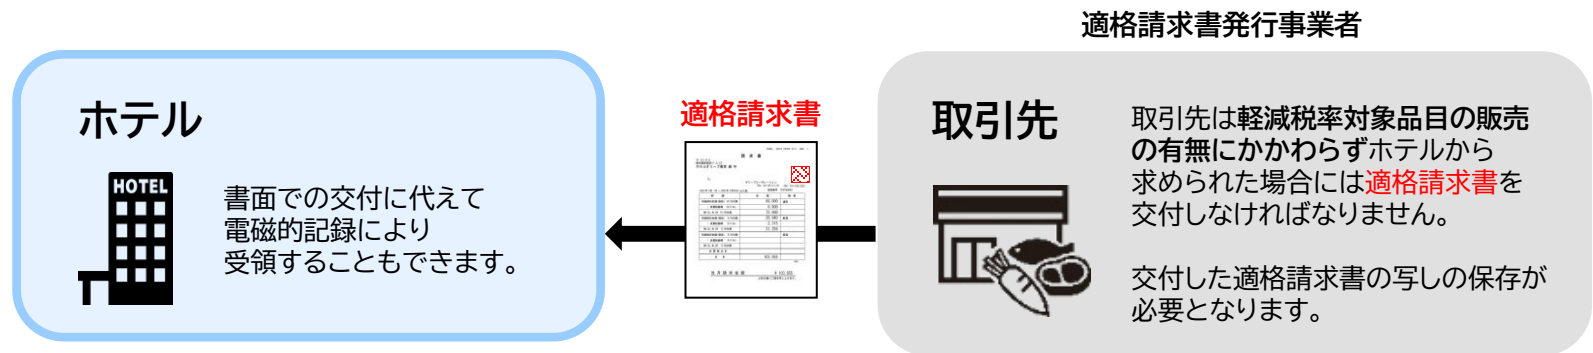 適格請求書発行事業者
ホテル
HOTEL
書面での交付に代えて
電磁的記録により
受領することもできます。
適格請求書
請 求 書
取引先
取引先は軽減税率対象品目の販売
の有無にかかわらずホテルから
求められた場合には適格請求書を
交付しなければなりません。
交付した適格請求書の写しの保存が
必要となります。